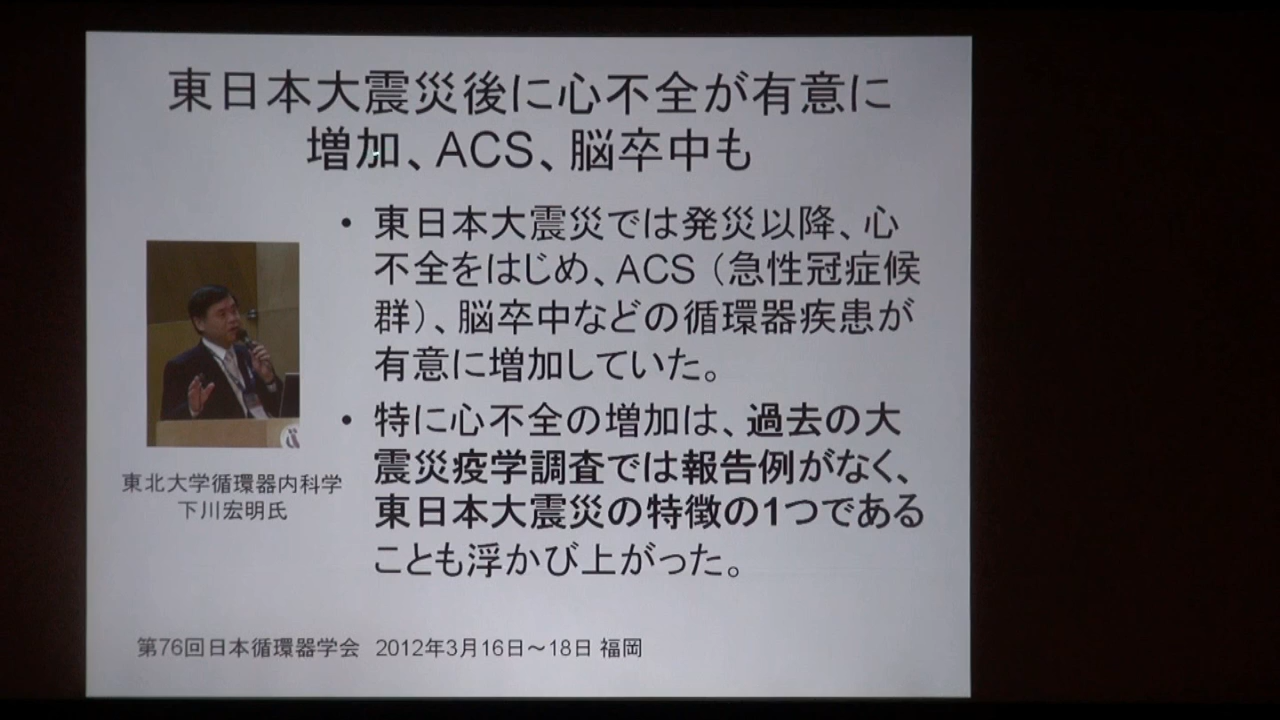 東日本大震災後に心不全が有意に
増加、ACS、脳卒中も
• 東日本大震災では発災以降、心
不全をはじめ、ACS（急性冠症候
群）、脳卒中などの循環器疾患が
有意に増加していた。
• 特に心不全の増加は、過去の大
震災疫学調査では報告例がなく、
東日本大震災の特徴の1つである
ことも浮かび上がった。
東北大学循環器内科学
下川宏明氏
第76回日本循環器学会 2012年3月16日～18日 福岡